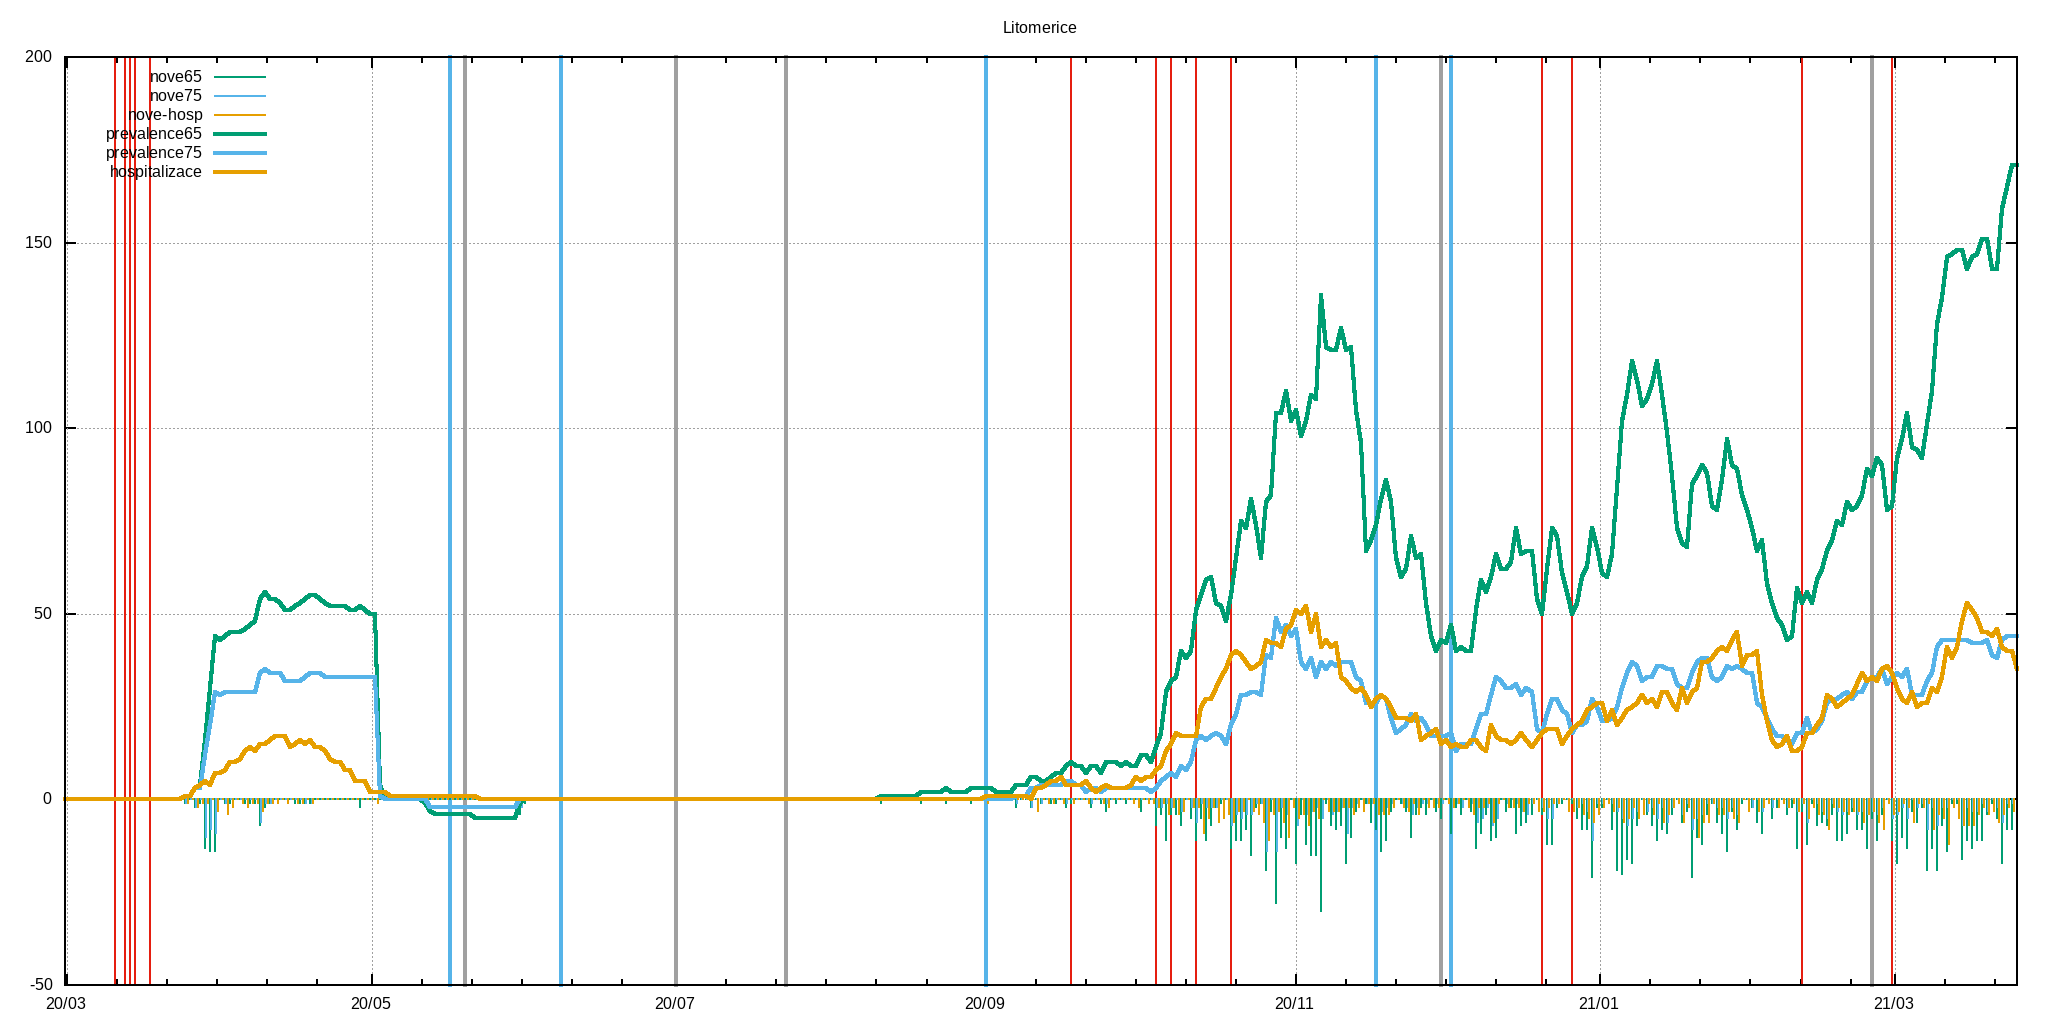 Litomerice
200
nove65
nove75
nove-hosp
prevalence65
prevalence75
hospitalizace
150
100
50
0
-50
20/03 20/05 20/07 20/09 20/11 21/01 21/03